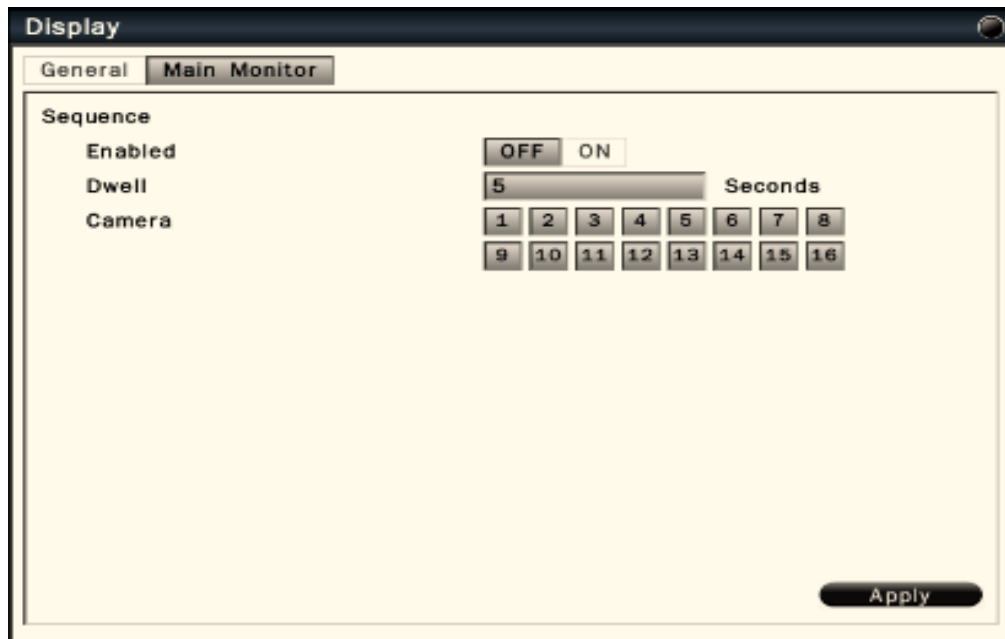 Display
General Main Monitor
Sequence
Enabled OFF ON
Dwell 5 Seconds
Camera 1 2 3 4 5 6 7 8
9 10 11 12 13 14 15 16
Apply